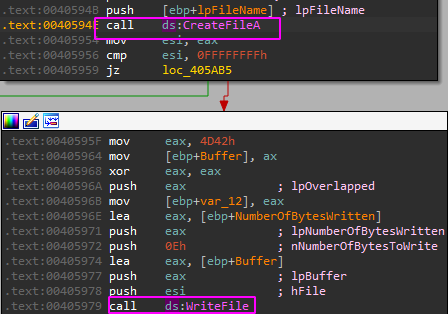 .text:0040594B push [ebp+lpFileName] ; lpFileName
.text:0040594E call ds:CreateFileA
.text:00405954 mov esi, eax
.text:00405956 cmp esi, 0FFFFFFFFh
.text:00405959 jz loc_405AB5
.text:0040595F mov eax, 4D42h
.text:00405964 mov [ebp+Buffer], ax
.text:00405968 xor eax, eax
.text:0040596A push eax ; lpOverlapped
.text:0040596B mov [ebp+var_12], eax
.text:0040596E lea eax, [ebp+NumberOfBytesWritten]
.text:00405971 push eax ; lpNumberOfBytesWritten
.text:00405972 push 0Eh ; nNumberOfBytesToWrite
.text:00405974 lea eax, [ebp+Buffer]
.text:00405977 push eax ; lpBuffer
.text:00405978 push esi ; hFile
.text:00405979 call ds:WriteFile